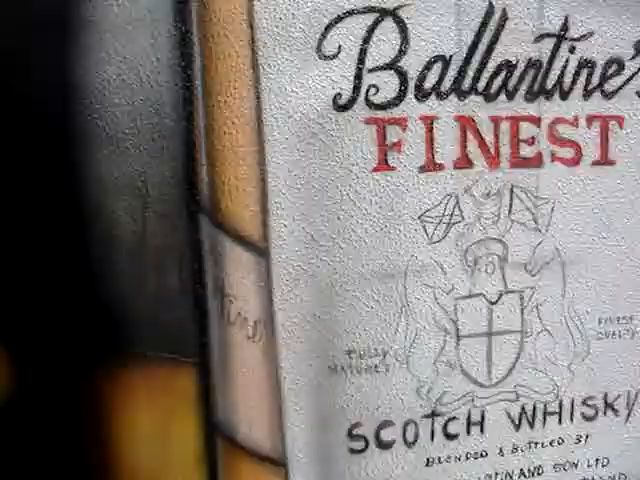 Ballantine's
FINEST
FINEST
QUALITY
FULLY
MATURED
SCOTCH WHISKY
BLENDED & BOTTLED BY
AND SON LTD